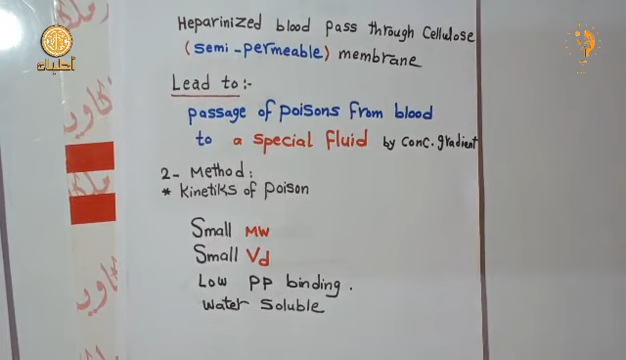 Heparinized blood pass through Cellulose
(semi-permeable) membrane
Lead to:-
passage of poisons from blood
to a special fluid by conc. gradient
2- Method:
* kinetiks of poison
Small MW
Small Vd
Low PP binding.
Water Soluble
أطباء